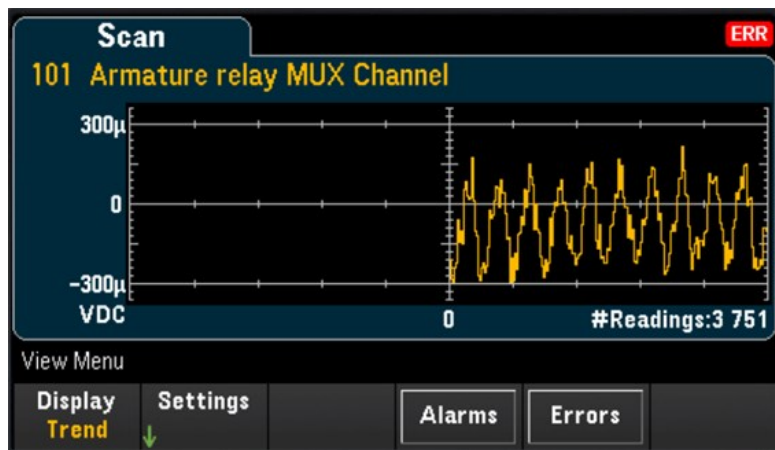 Scan
ERR
101 Armature relay MUX Channel
300µ
0
-300µ
VDC
0
#Readings:3 751
View Menu
Display Settings Alarms Errors
Trend